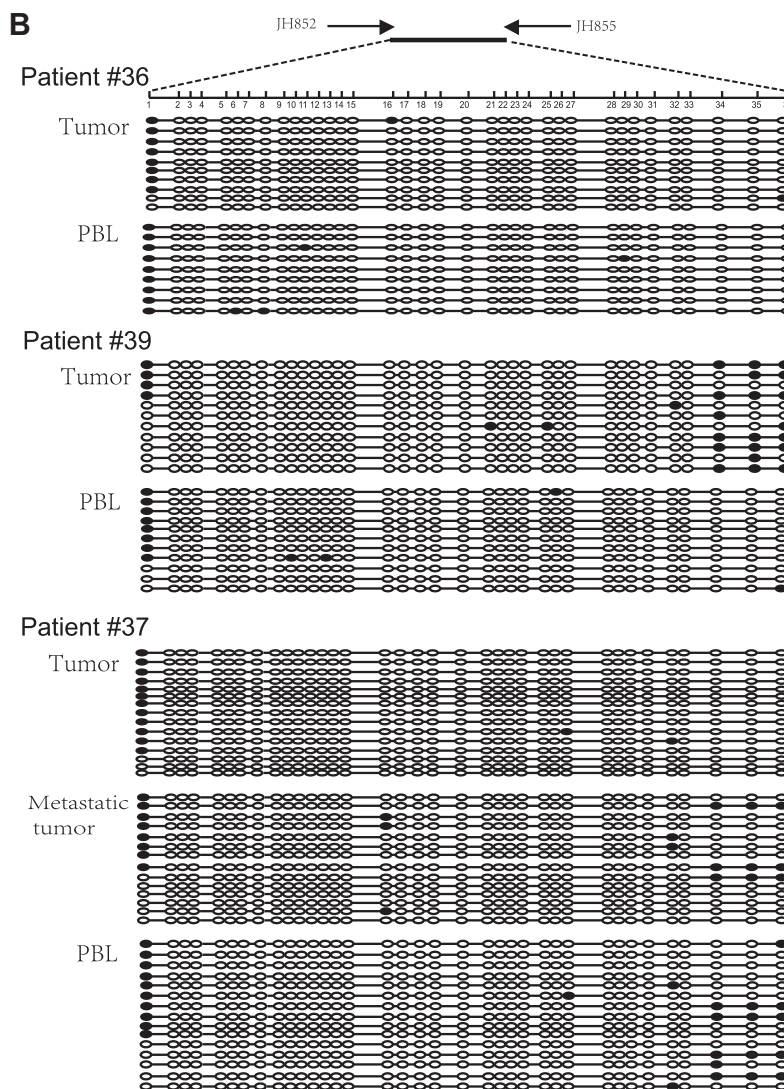 B
JH852
JH855
Patient #36
1 2 3 4 5 6 7 8 9 10 11 12 13 14 15 16 17 18 19 20 21 22 23 24 25 26 27 28 29 30 31 32 33 34 35
Tumor
PBL
Patient #39
Tumor
PBL
Patient #37
Tumor
Metastatic
tumor
PBL